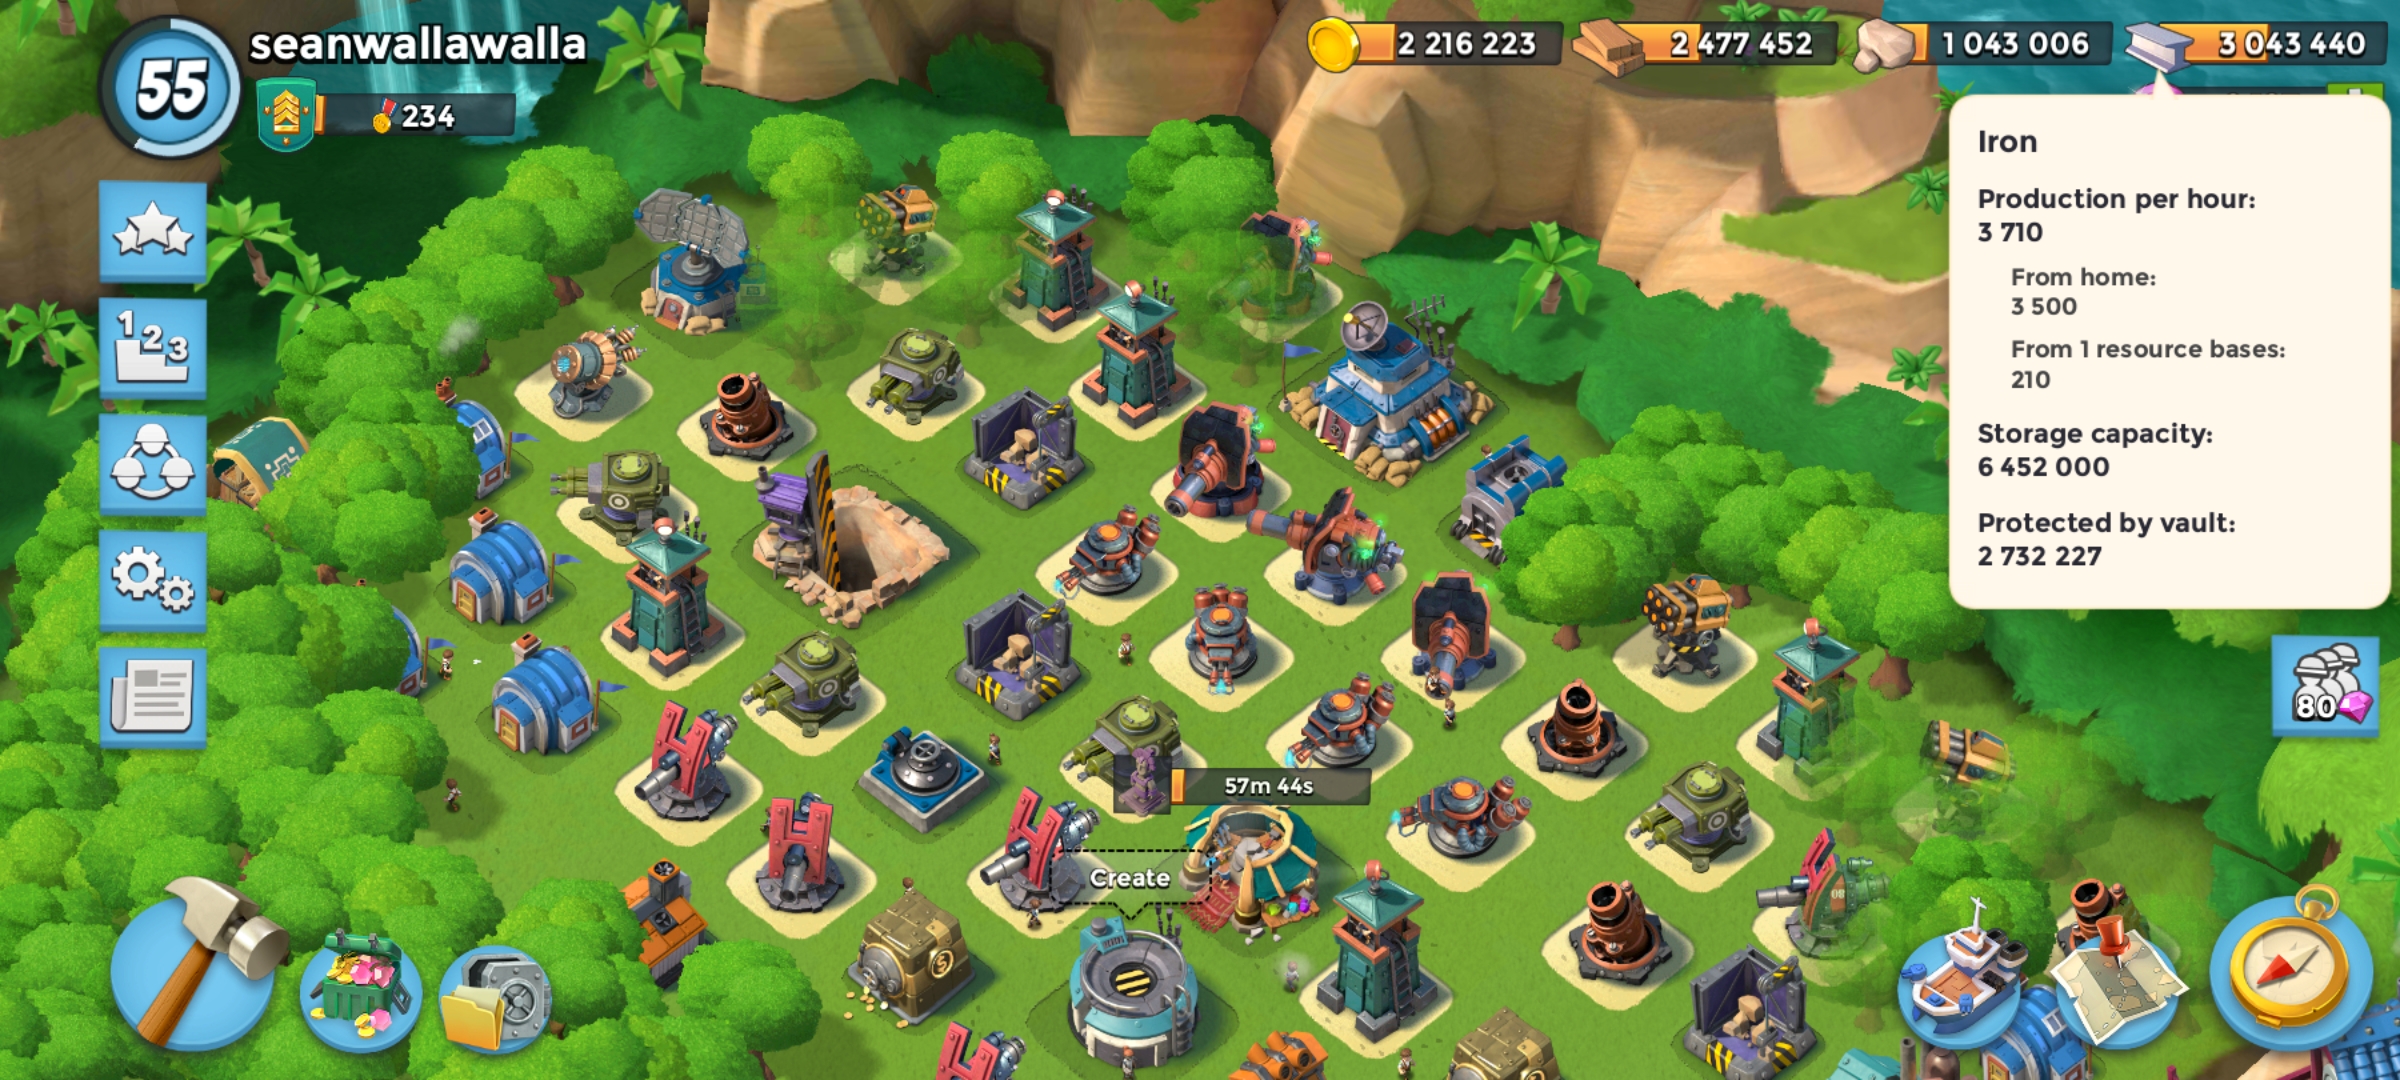 55
seanwallawalla
234
2 216 223
2 477 452
1 043 006
3 043 440
Iron
Production per hour:
3 710
From home:
3 500
From 1 resource bases:
210
Storage capacity:
6 452 000
Protected by vault:
2 732 227
123
80
57m 44s
Create